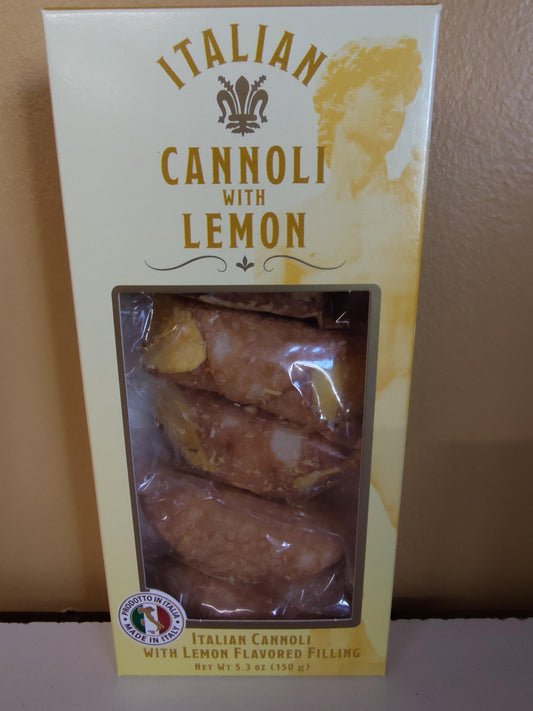 ITALIAN
CANNOLI
WITH
LEMON
PRODOTTO IN ITALIA
MADE IN ITALY
ITALIAN CANNOLI
WITH LEMON FLAVORED FILLING
NET WT 5.3 OZ (150 g)